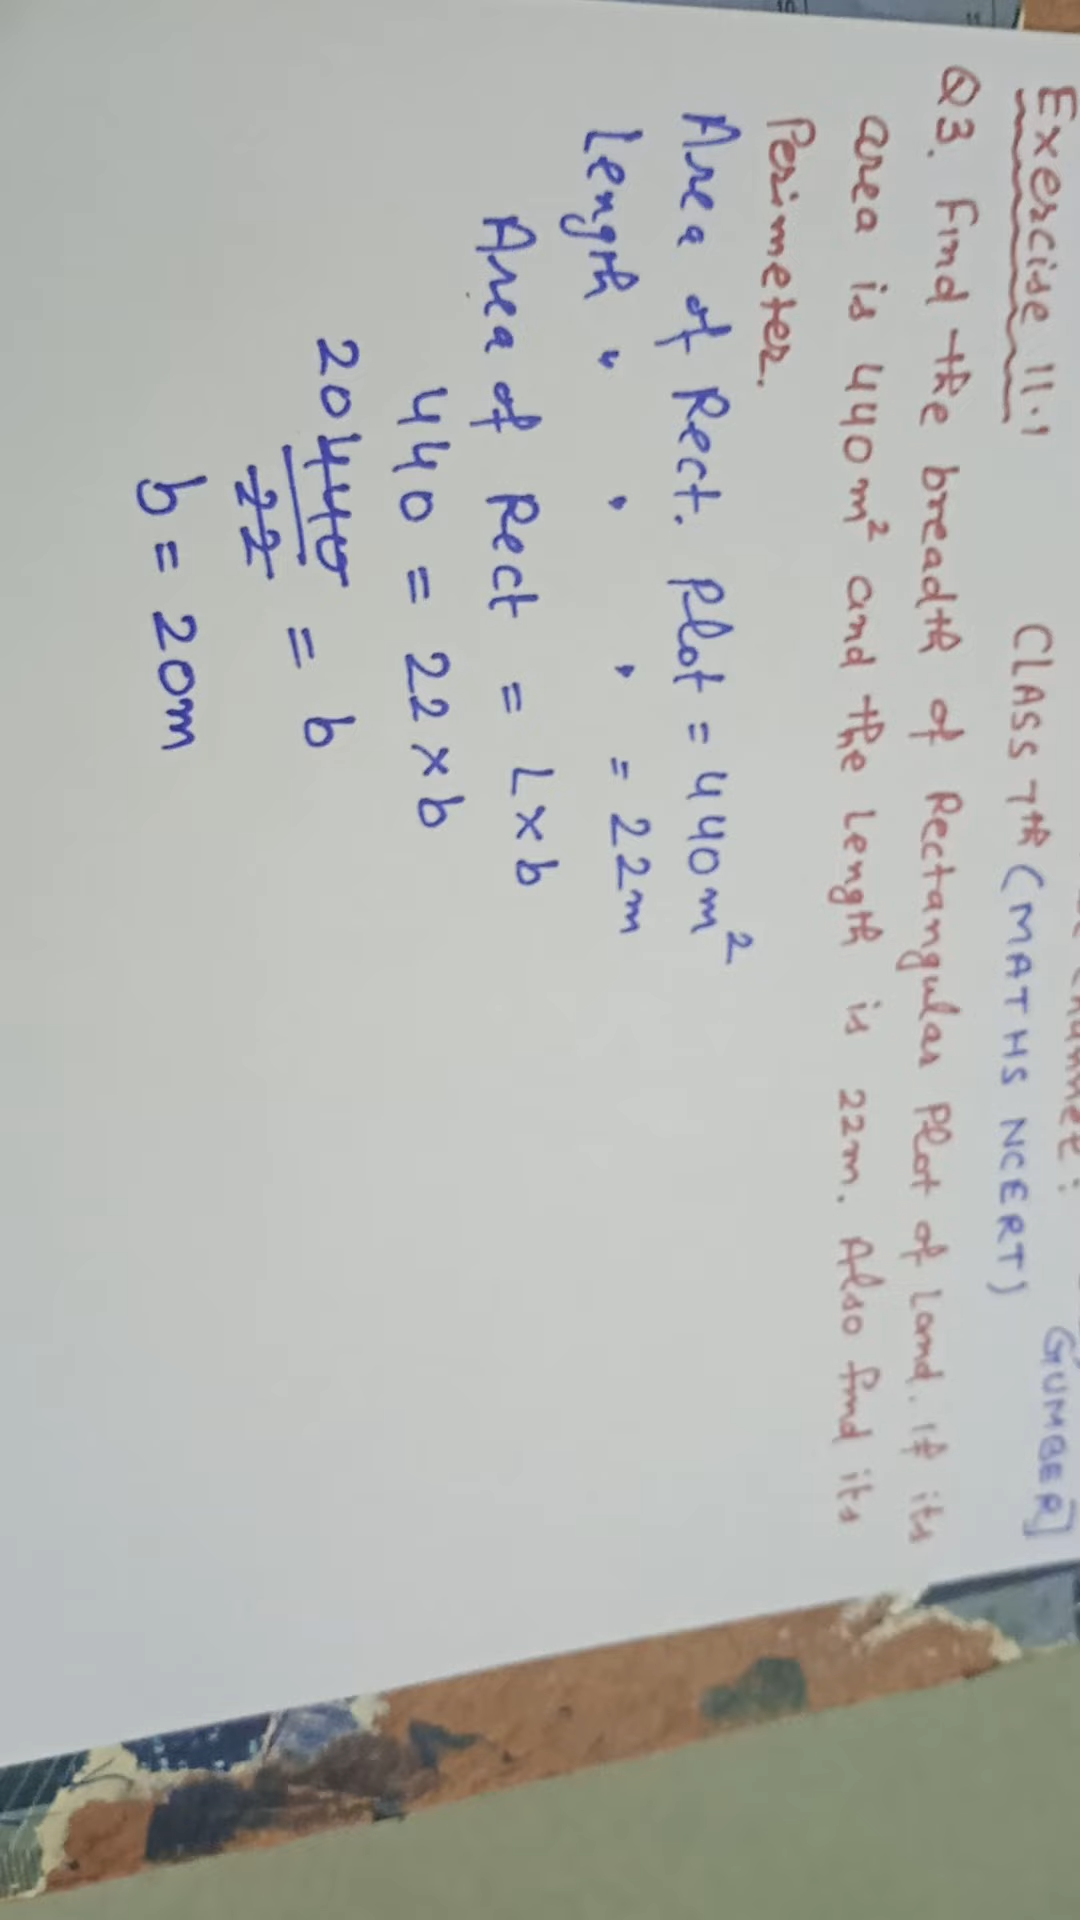 GUMBER]
Exercise 11.1 CLASS 7th (MATHS NCERT)
Q3. Find the breadth of Rectangular Plot of Land. If its
area is 440m² and the Length is 22m. Also find its
Perimeter.
Area of Rect. Plot = 440m²
Length " " " = 22m
Area of Rect = L×b
440 = 22×b
20 440/22 = b
b = 20m